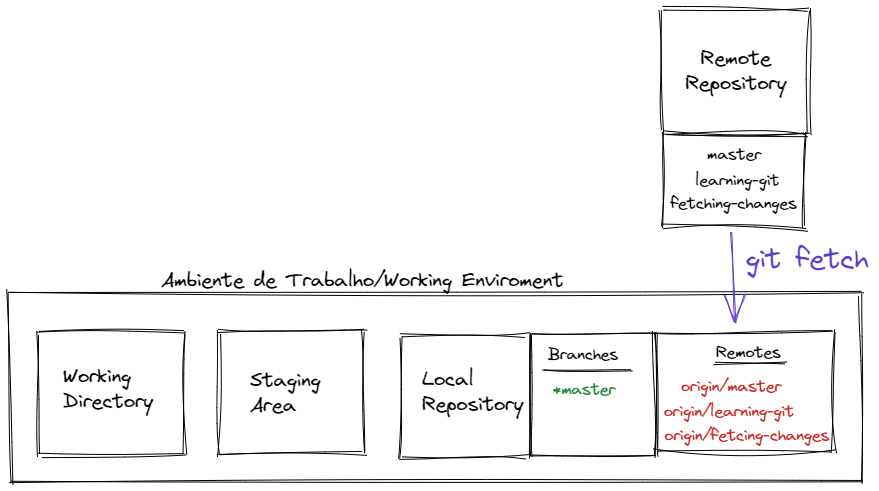 Remote
Repository
master
learning-git
fetching-changes
git fetch
Ambiente de Trabalho/Working Enviroment
Working
Directory
Staging
Area
Local
Repository
Branches
*master
Remotes
origin/master
origin/learning-git
origin/fetcing-changes